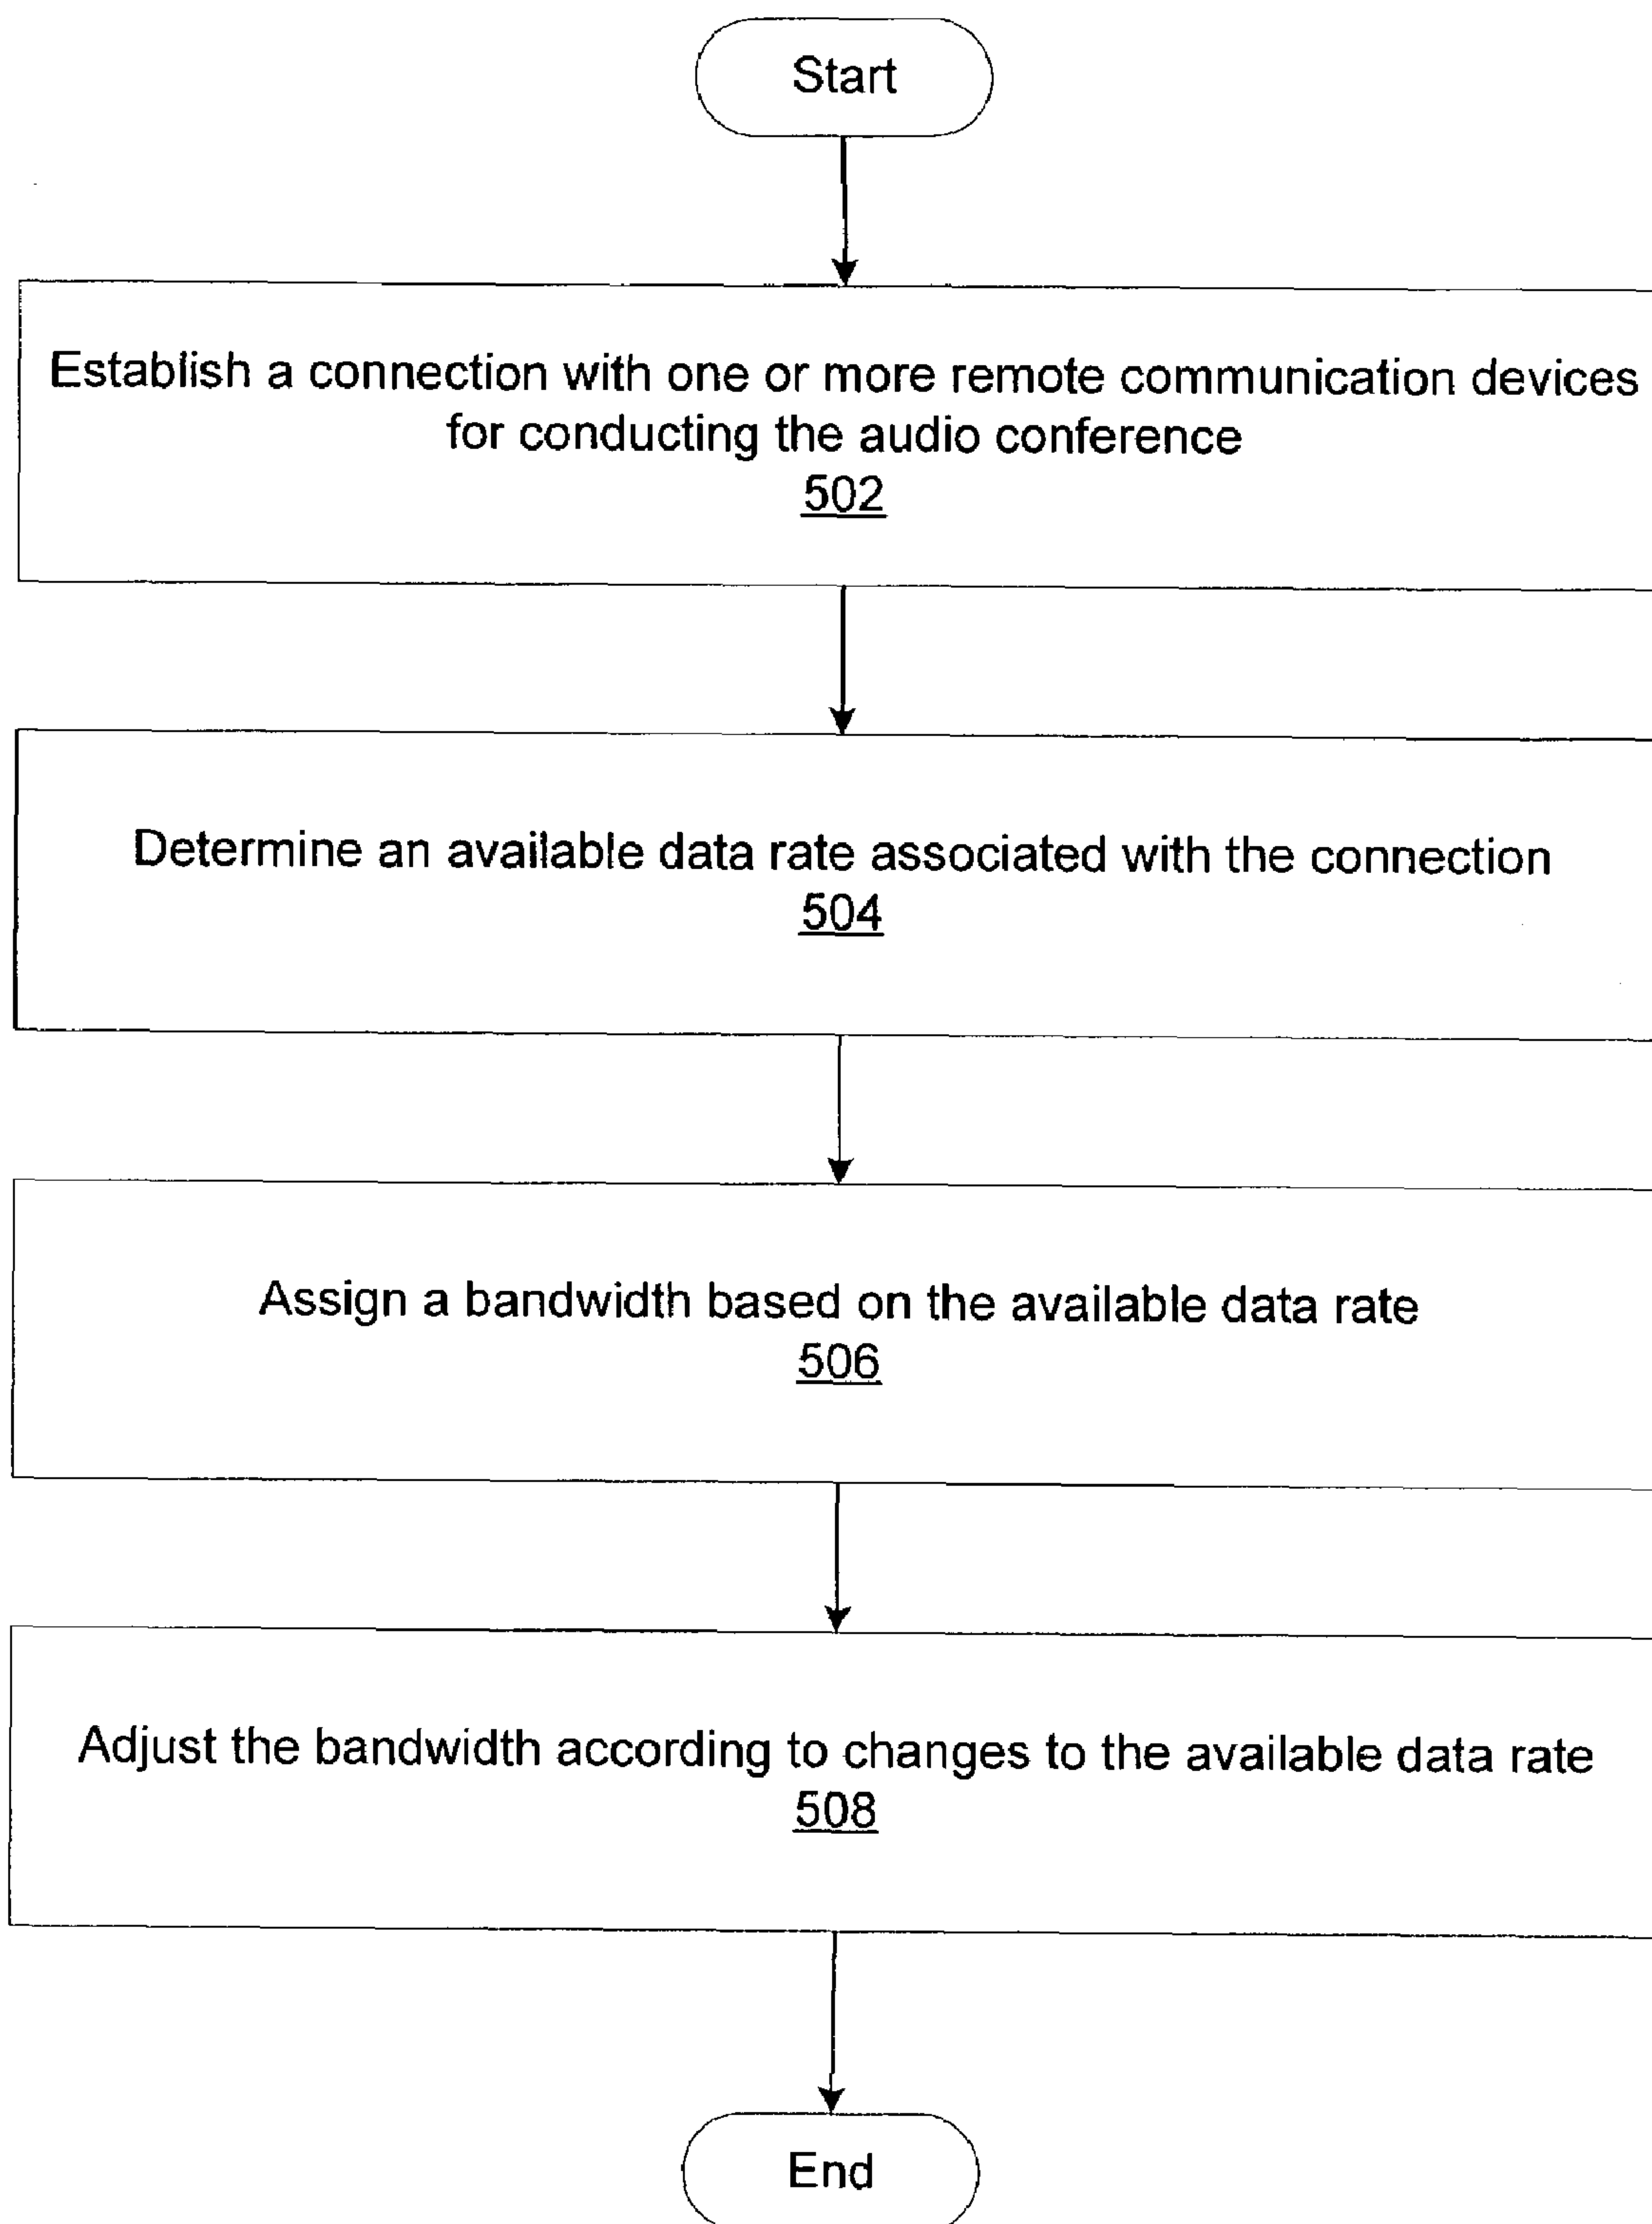 Start
Establish a connection with one or more remote communication devices
for conducting the audio conference
502
Determine an available data rate associated with the connection
504
Assign a bandwidth based on the available data rate
506
Adjust the bandwidth according to changes to the available data rate
508
End